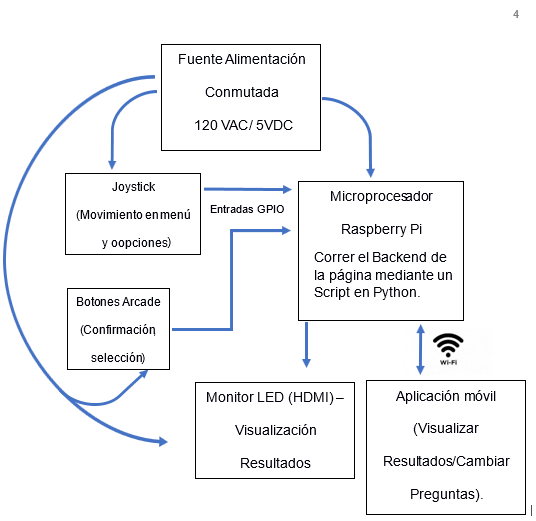 4
Fuente Alimentación
Conmutada
120 VAC/ 5VDC
Joystick
(Movimiento en menú
y oopciones)
Entradas GPIO
Microprocesador
Raspberry Pi
Correr el Backend de
la página mediante un
Script en Python.
Botones Arcade
(Confirmación,
selección)
Wi-Fi
Monitor LED (HDMI) –
Visualización
Resultados
Aplicación móvil
(Visualizar
Resultados/Cambiar
Preguntas).